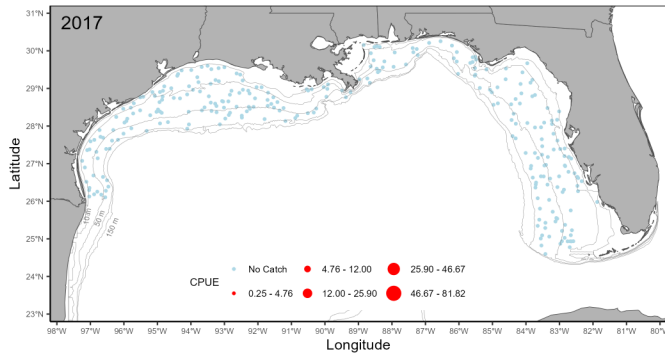 2017
31°N
30°N
29°N
28°N
27°N
26°N
25°N
24°N
23°N
Latitude
10 m
50 m
150 m
CPUE
No Catch
4.76 - 12.00
25.90 - 46.67
0.25 - 4.76
12.00 - 25.90
46.67 - 81.82
98°W 97°W 96°W 95°W 94°W 93°W 92°W 91°W 90°W 89°W 88°W 87°W 86°W 85°W 84°W 83°W 82°W 81°W 80°W
Longitude